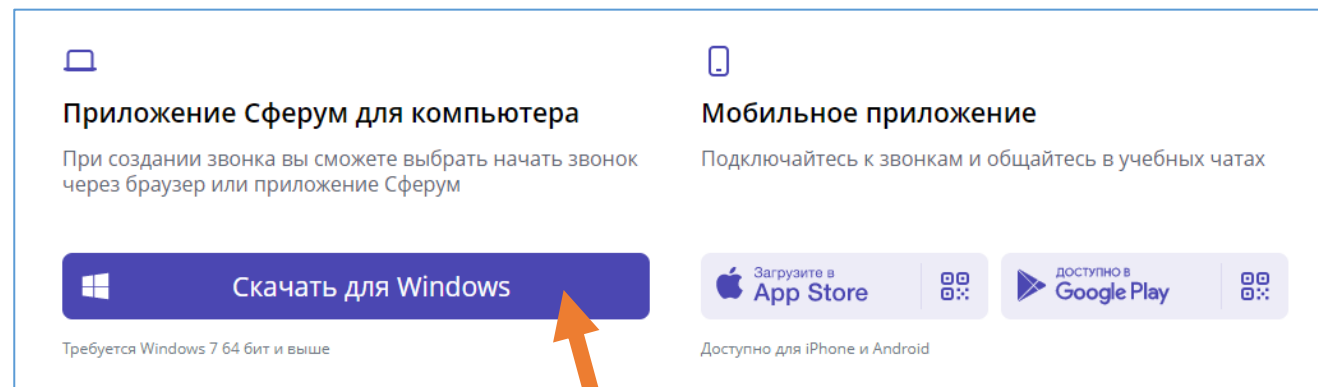 Приложение Сферум для компьютера
При создании звонка вы сможете выбрать начать звонок
через браузер или приложение Сферум
Скачать для Windows
Требуется Windows 7 64 бит и выше
Мобильное приложение
Подключайтесь к звонкам и общайтесь в учебных чатах
Загрузите в
App Store
ДОСТУПНО В
Google Play
Доступно для iPhone и Android